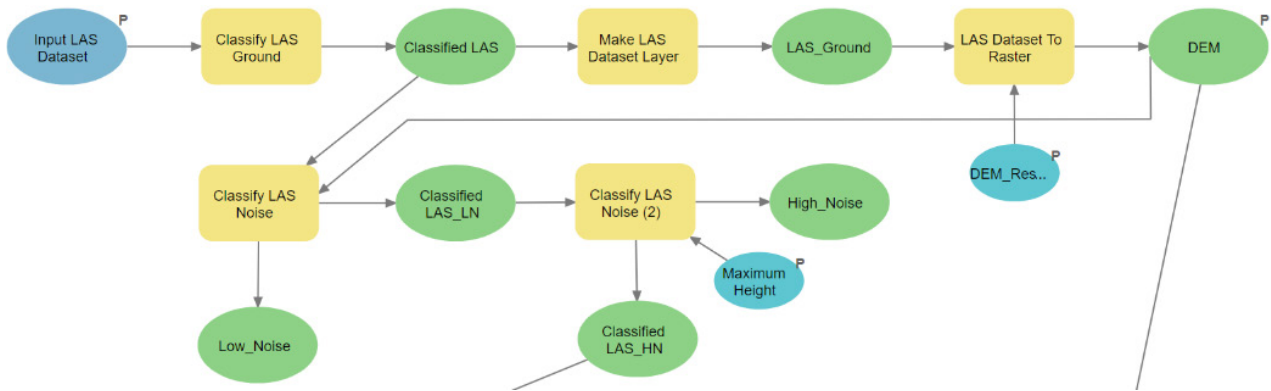 P
Input LAS
Dataset
Classify LAS
Ground
Classified LAS
Make LAS
Dataset Layer
LAS_Ground
LAS Dataset To
Raster
P
DEM
P
DEM_Res...
Classify LAS
Noise
Classified
LAS_LN
Classify LAS
Noise (2)
High_Noise
P
Maximum
Height
Low_Noise
Classified
LAS_HN